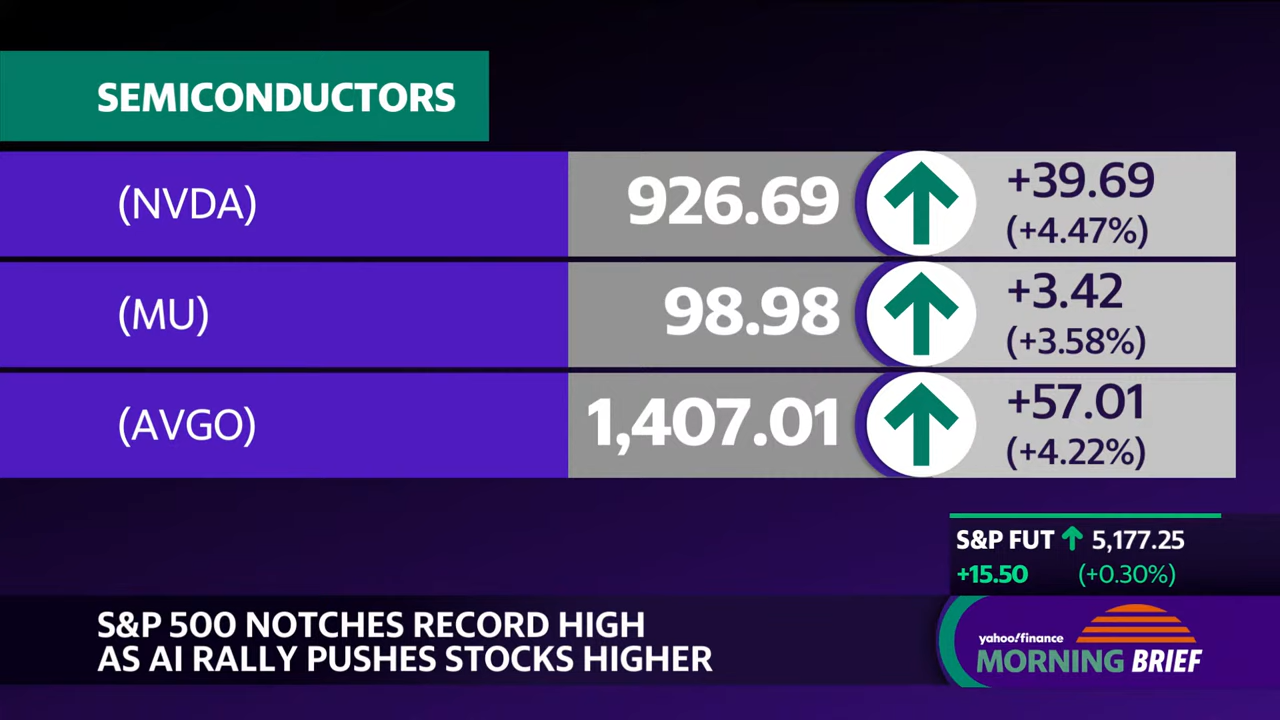 SEMICONDUCTORS
(NVDA) 926.69 +39.69
(+4.47%)
(MU) 98.98 +3.42
(+3.58%)
(AVGO) 1,407.01 +57.01
(+4.22%)
S&P FUT 5,177.25
+15.50 (+0.30%)
S&P 500 NOTCHES RECORD HIGH
AS AI RALLY PUSHES STOCKS HIGHER
yahoo!finance
MORNING BRIEF